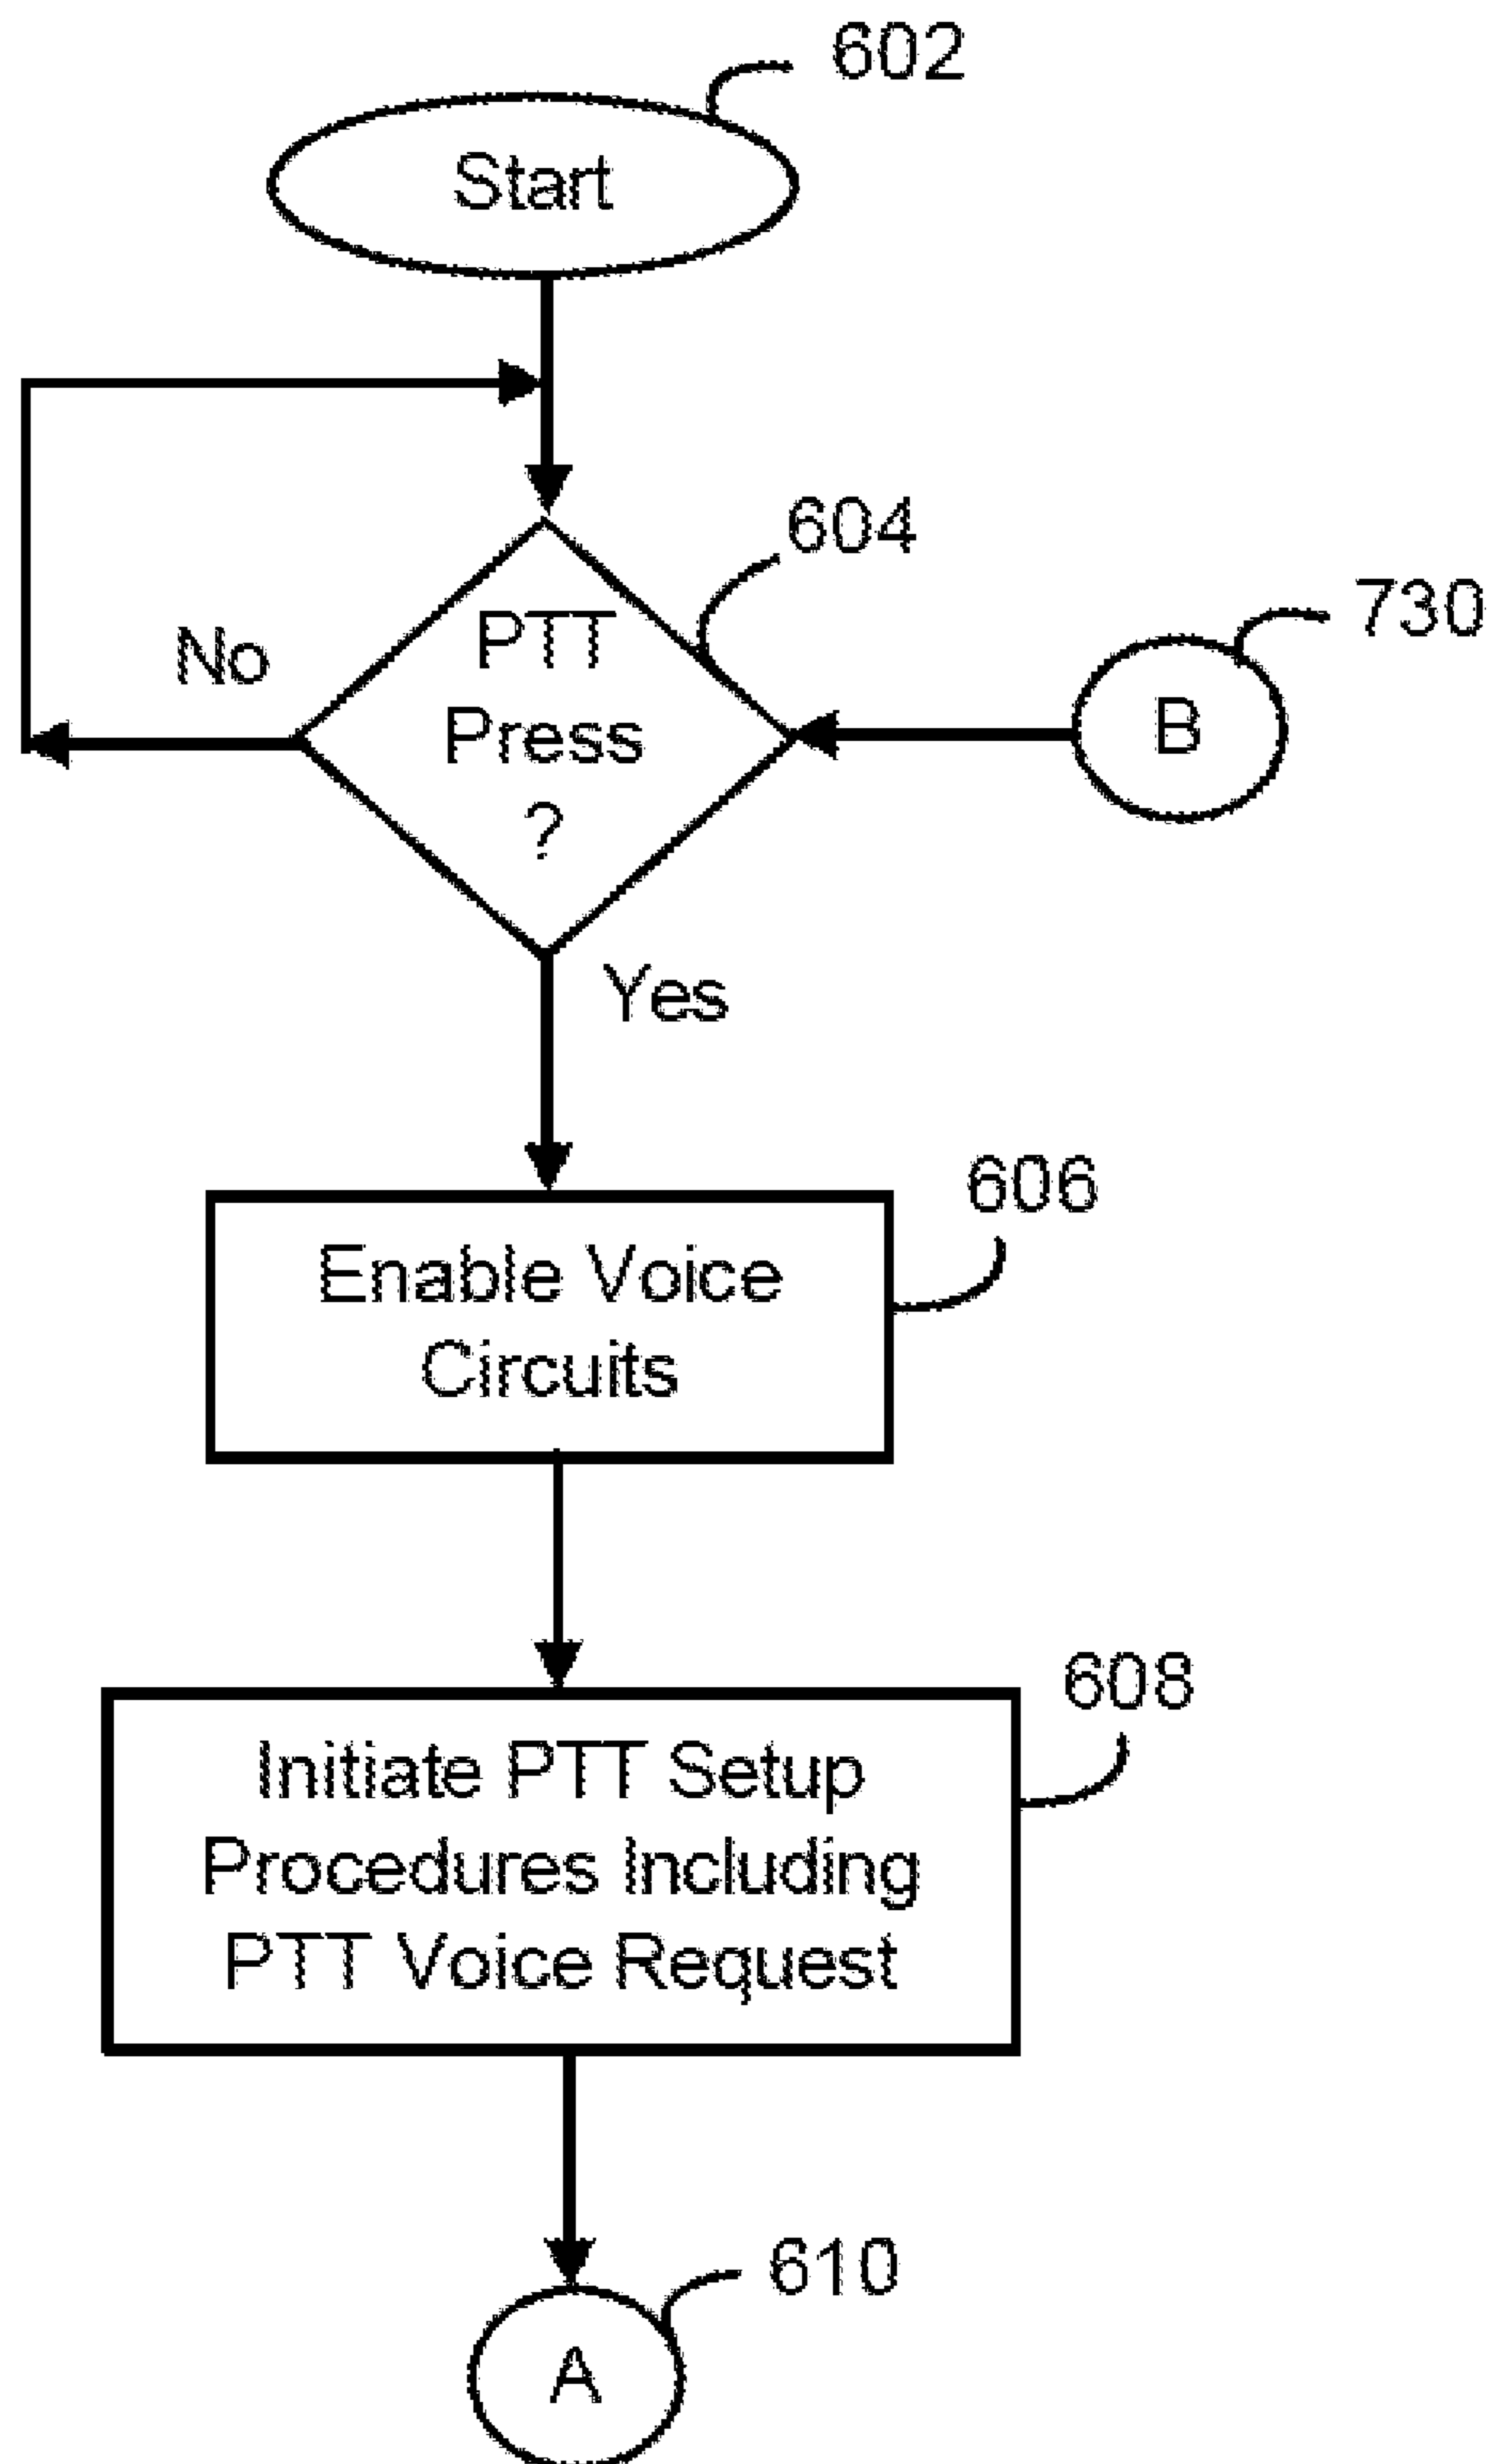 602
Start
604
PTT
Press
?
No
730
B
Yes
606
Enable Voice
Circuits
608
Initiate PTT Setup
Procedures Including
PTT Voice Request
610
A